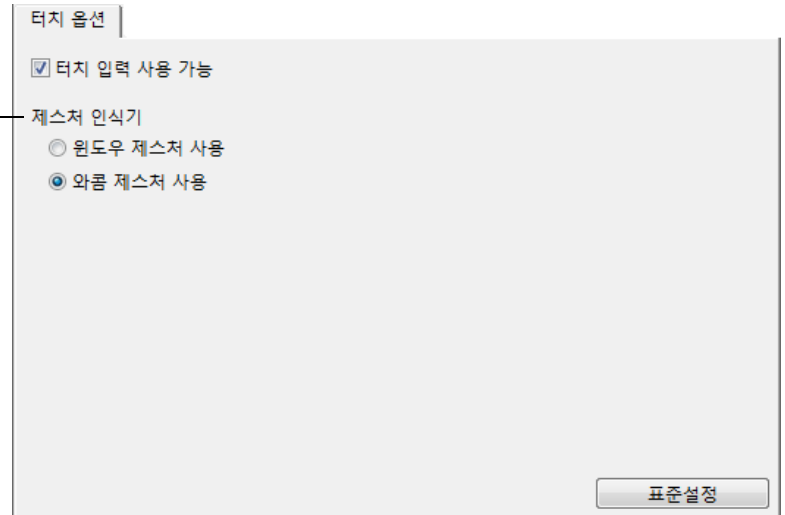 터치 옵션
터치 입력 사용 가능
제스처 인식기
윈도우 제스처 사용
와콤 제스처 사용
표준설정